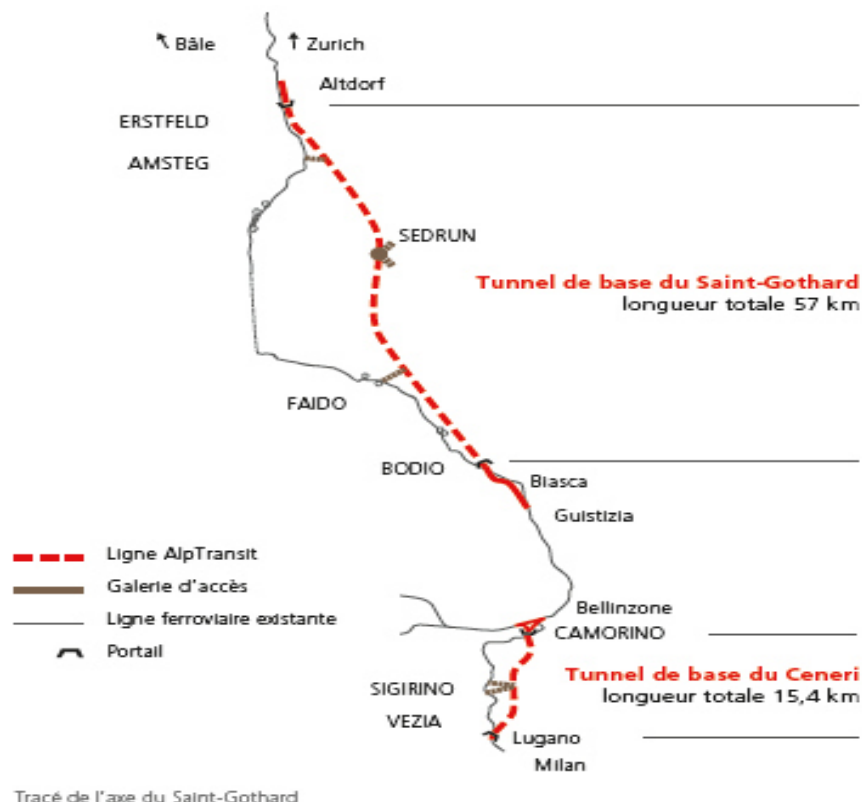 Bâle
Zurich
Altdorf
ERSTFELD
AMSTEG
SEDRUN
Tunnel de base du Saint-Gothard
longueur totale 57 km
FAIDO
BODIO
Biasca
Guistizia
Ligne AlpTransit
Galerie d'accès
Ligne ferroviaire existante
Portail
Bellinzone
CAMORINO
Tunnel de base du Ceneri
longueur totale 15,4 km
SIGIRINO
VEZIA
Lugano
Milan
Tracé de l'axe du Saint-Gothard